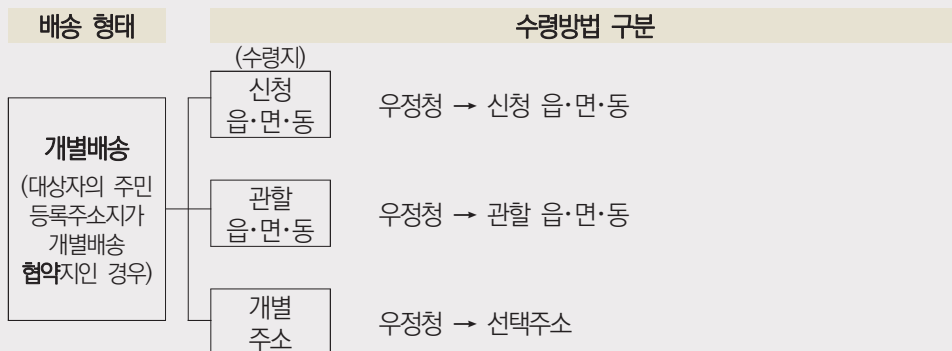 배송 형태
수령방법 구분
(수령지)
신청
읍·면·동
우정청 → 신청 읍·면·동
개별배송
(대상자의 주민
등록주소지가
개별배송
협약지인 경우)
관할
읍·면·동
우정청 → 관할 읍·면·동
개별
주소
우정청 → 선택주소